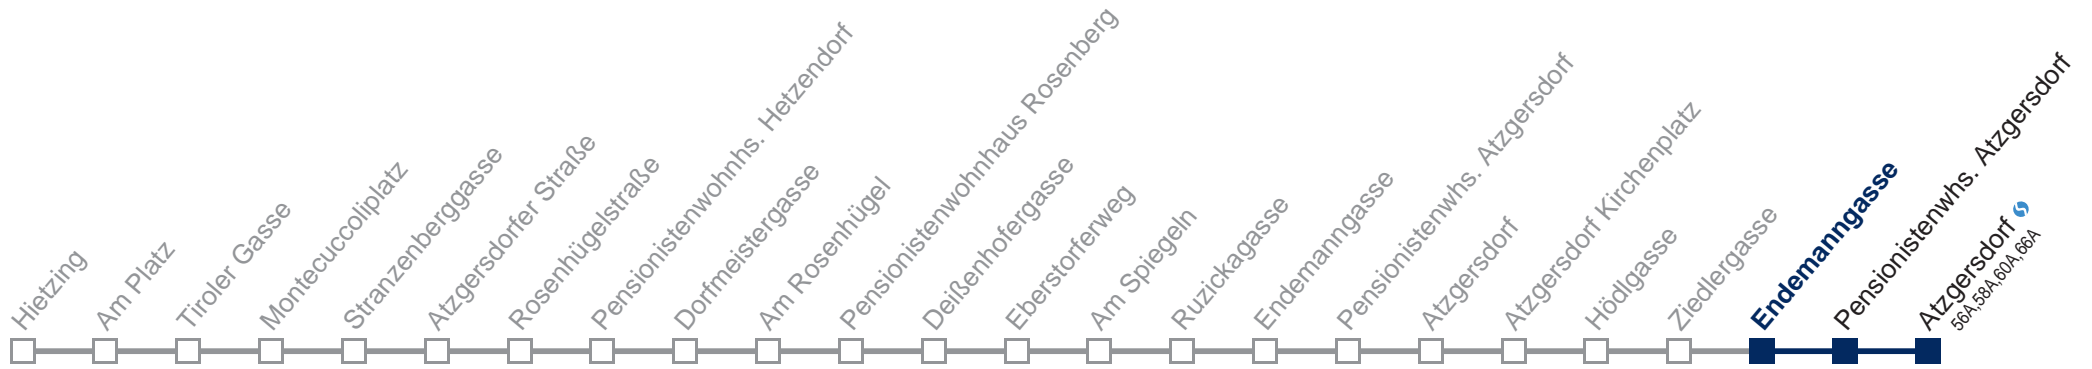 Hietzing
Am Platz
Tiroler Gasse
Montecuccoliplatz
Stranzenberggasse
Atzgersdorfer Straße
Rosenhügelstraße
Pensionistenwohnhs. Hetzendorf
Dorfmeistergasse
Am Rosenhügel
Pensionistenwohnhaus Rosenberg
Deißenhofergasse
Eberstorferweg
Am Spiegeln
Ruzickagasse
Endemanngasse
Pensionistenwhs. Atzgersdorf
Atzgersdorf
Atzgersdorf Kirchenplatz
Hödlgasse
Ziedlergasse
Endemanngasse
Pensionistenwhs. Atzgersdorf
Atzgersdorf
56A,58A,60A,66A